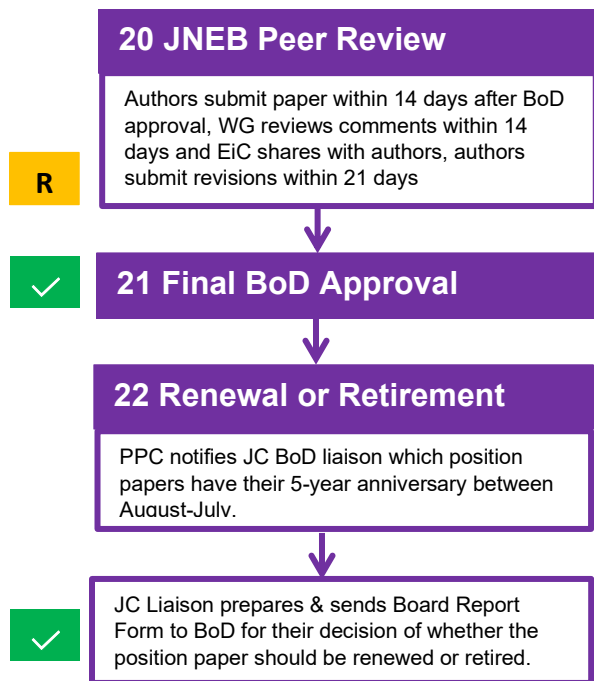 20 JNEB Peer Review
Authors submit paper within 14 days after BoD
approval, WG reviews comments within 14
days and EiC shares with authors, authors
submit revisions within 21 days
R
21 Final BoD Approval
22 Renewal or Retirement
PPC notifies JC BoD liaison which position
papers have their 5-year anniversary between
August-July.
JC Liaison prepares & sends Board Report
Form to BoD for their decision of whether the
position paper should be renewed or retired.